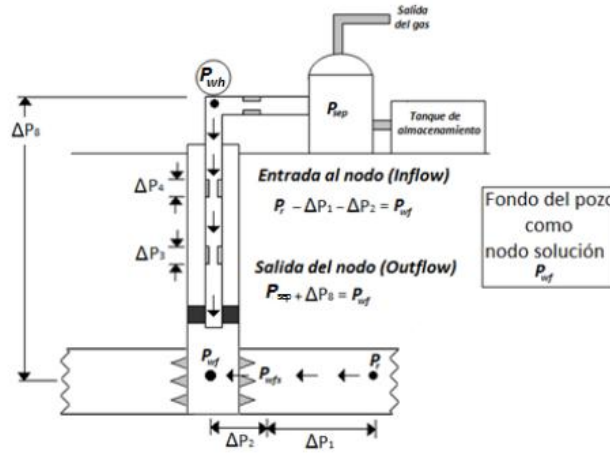 Salida
del gas
Pwh
Psep
Tanque de
almacenamiento
ΔP8
ΔP4
Entrada al nodo (Inflow)
Pr - ΔP1 - ΔP2 = Pwf
Fondo del pozo
como
nodo solución
Pwf
ΔP3
Salida del nodo (Outflow)
+ ΔP8 = Pwf
Pwf
Pwfs
Pr
ΔP2
ΔP1